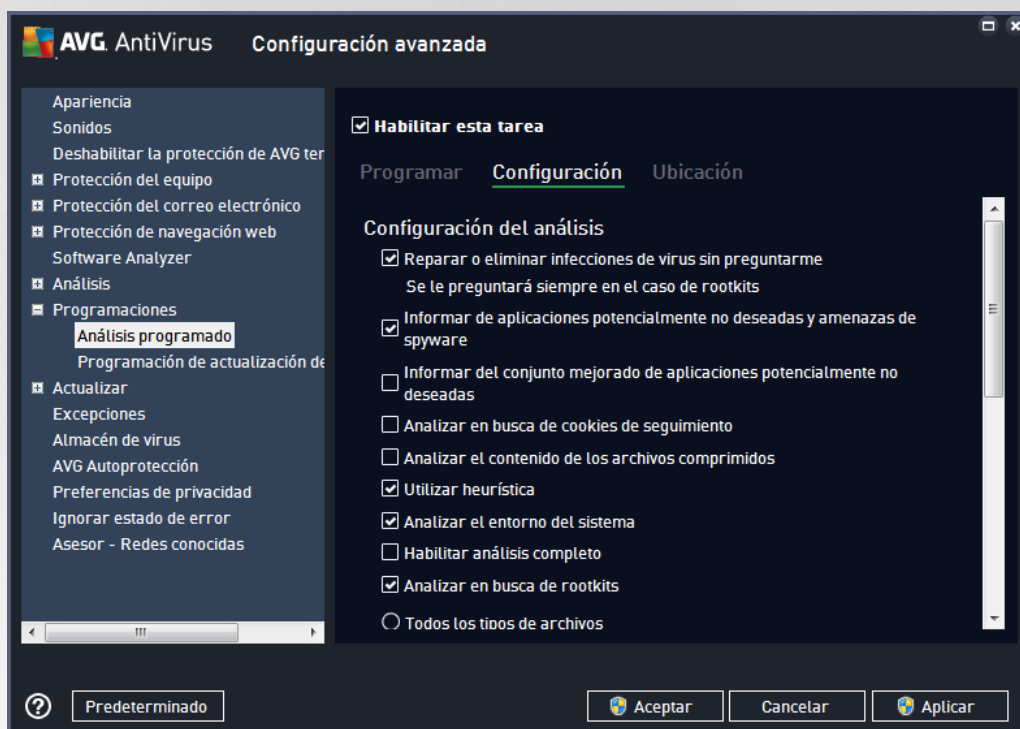 AVG. AntiVirus
Configuración avanzada
Apariencia
Sonidos
Deshabilitar la protección de AVG ter
Protección del equipo
Protección del correo electrónico
Protección de navegación web
Software Analyzer
Análisis
Programaciones
Análisis programado
Programación de actualización de
Actualizar
Excepciones
Almacén de virus
AVG Autoprotección
Preferencias de privacidad
Ignorar estado de error
Asesor - Redes conocidas
Habilitar esta tarea
Programar Configuración Ubicación
Configuración del análisis
Reparar o eliminar infecciones de virus sin preguntarme
Se le preguntará siempre en el caso de rootkits
Informar de aplicaciones potencialmente no deseadas y amenazas de
spyware
Informar del conjunto mejorado de aplicaciones potencialmente no
deseadas
Analizar en busca de cookies de seguimiento
Analizar el contenido de los archivos comprimidos
Utilizar heurística
Analizar el entorno del sistema
Habilitar análisis completo
Analizar en busca de rootkits
Todos los tipos de archivos
? Predeterminado Aceptar Cancelar Aplicar